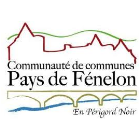 Communauté de communes
Pays de Fénelon
En Périgord Noir